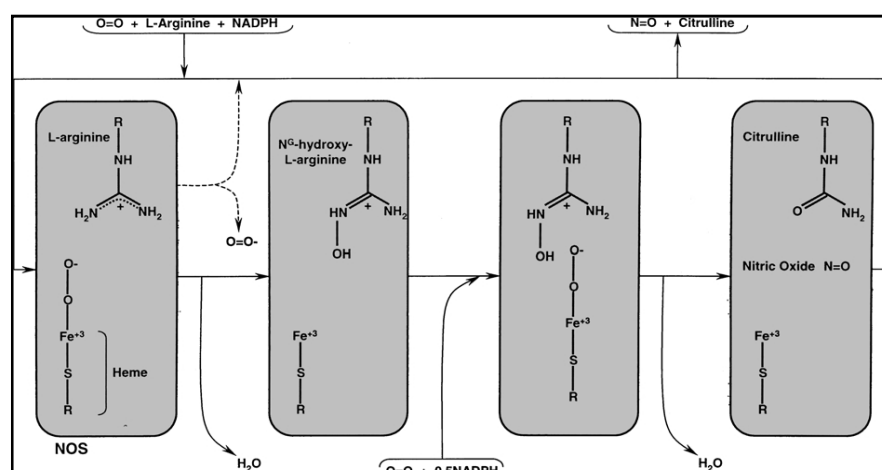 O=O + L-Arginine + NADPH
N=O + Citrulline
L-arginine
R
NH
H₂N
+
NH₂
O=O-
O-
O
Fe⁺³
S
R
Heme
NOS
H₂O
Nᴳ-hydroxy-
L-arginine
R
NH
HN
+
NH₂
OH
Fe⁺³
S
R
O=O + 0.5NADPH
R
NH
HN
+
NH₂
OH
O-
O
Fe⁺³
S
R
H₂O
Citrulline
R
NH
O
NH₂
Nitric Oxide N=O
Fe⁺³
S
R